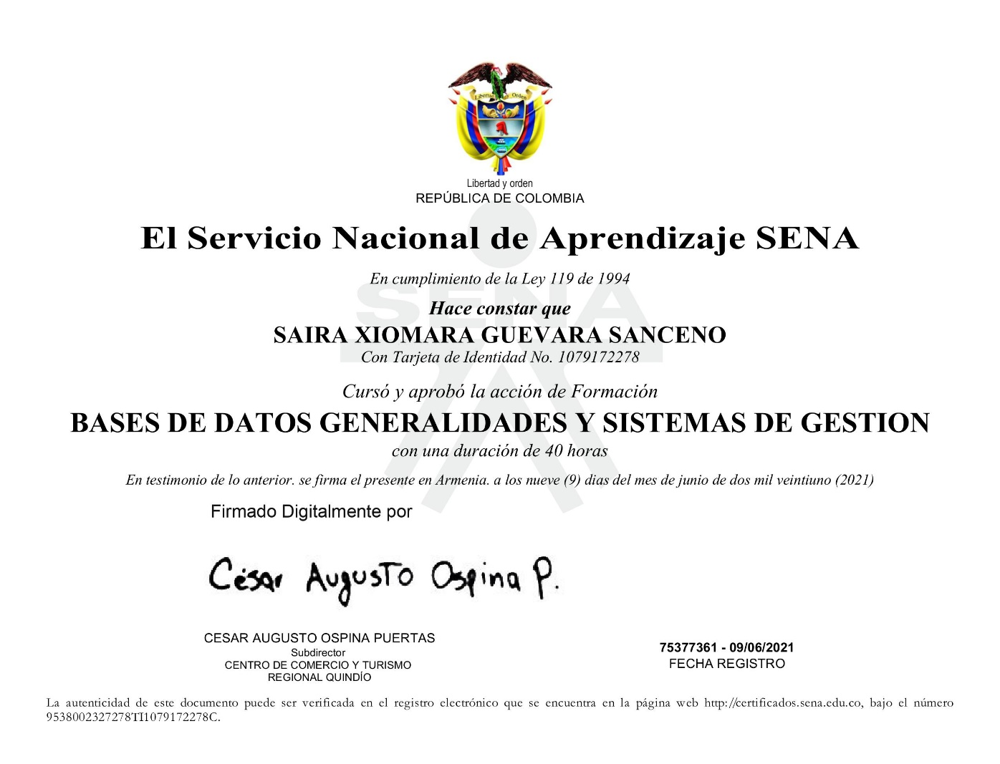 Libertad y Orden
Libertad y orden
REPÚBLICA DE COLOMBIA
El Servicio Nacional de Aprendizaje SENA
En cumplimiento de la Ley 119 de 1994
SENA
Hace constar que
SAIRA XIOMARA GUEVARA SANCENO
Con Tarjeta de Identidad No. 1079172278
Cursó y aprobó la acción de Formación
BASES DE DATOS GENERALIDADES Y SISTEMAS DE GESTION
con una duración de 40 horas
En testimonio de lo anterior. se firma el presente en Armenia. a los nueve (9) dias del mes de junio de dos mil veintiuno (2021)
Firmado Digitalmente por
César Augusto Ospina P.
CESAR AUGUSTO OSPINA PUERTAS
Subdirector
CENTRO DE COMERCIO Y TURISMO
REGIONAL QUINDÍO
75377361 - 09/06/2021
FECHA REGISTRO
La autenticidad de este documento puede ser verificada en el registro electrónico que se encuentra en la página web http://certificados.sena.edu.co, bajo el número
9538002327278TI1079172278C.